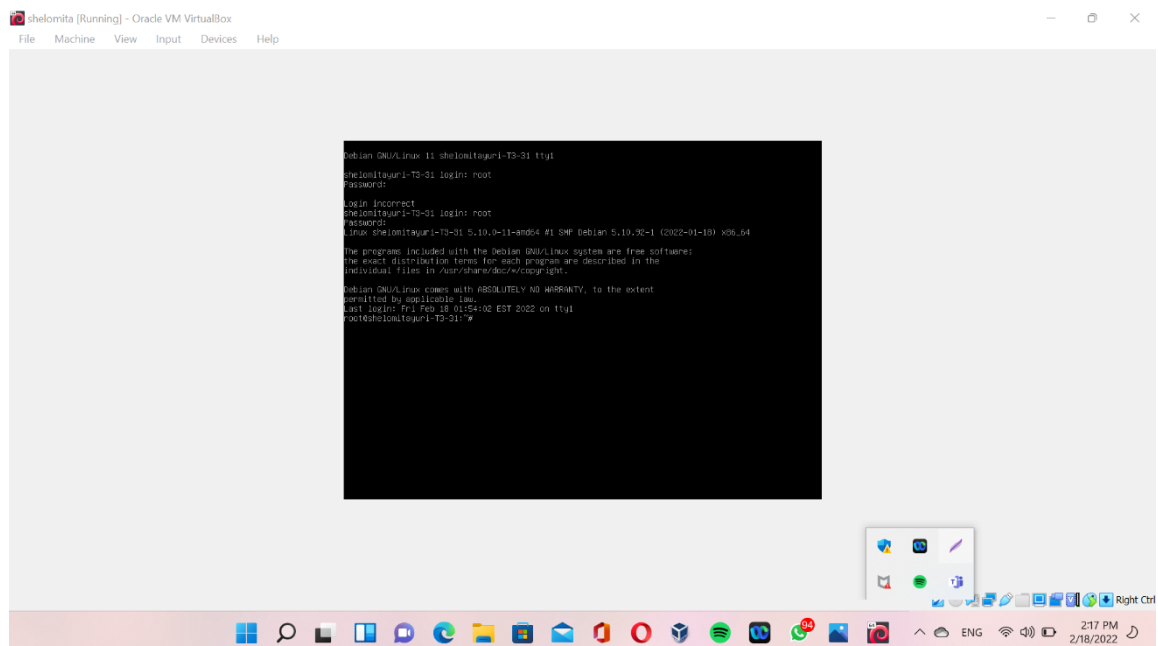 shelomita [Running] - Oracle VM VirtualBox
File Machine View Input Devices Help
Debian GNU/Linux 11 shelomitayuri-T3-31 tty1
shelomitayuri-T3-31 login: root
Password:
Login incorrect
shelomitayuri-T3-31 login: root
Password:
Linux shelomitayuri-T3-31 5.10.0-11-amd64 #1 SMP Debian 5.10.92-1 (2022-01-18) x86_64
The programs included with the Debian GNU/Linux system are free software;
the exact distribution terms for each program are described in the
individual files in /usr/share/doc/*/copyright.
Debian GNU/Linux comes with ABSOLUTELY NO WARRANTY, to the extent
permitted by applicable law.
Last login: Fri Feb 18 01:54:02 EST 2022 on tty1
root@shelomitayuri-T3-31:~#
Right Ctrl
94
ENG
2:17 PM
2/18/2022